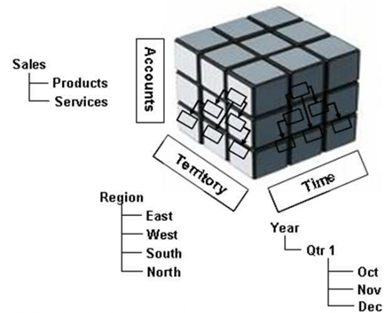 Accounts
Sales
Products
Services
Territory
Time
Region
East
West
South
North
Year
Qtr 1
Oct
Nov
Dec